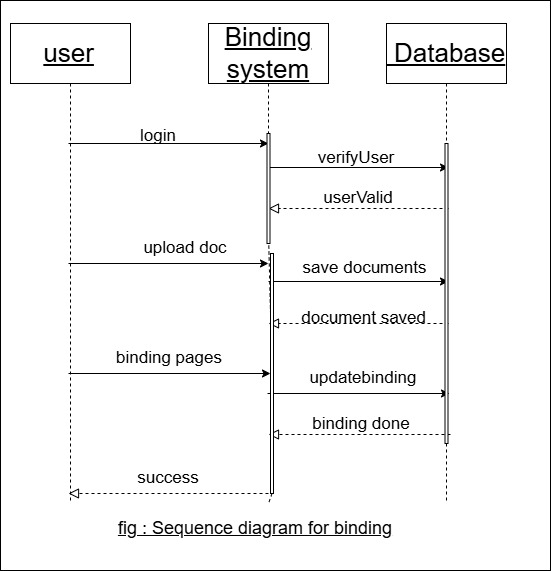 user
Binding
system
Database
login
verifyUser
userValid
upload doc
save documents
document saved
binding pages
updatebinding
binding done
success
fig : Sequence diagram for binding